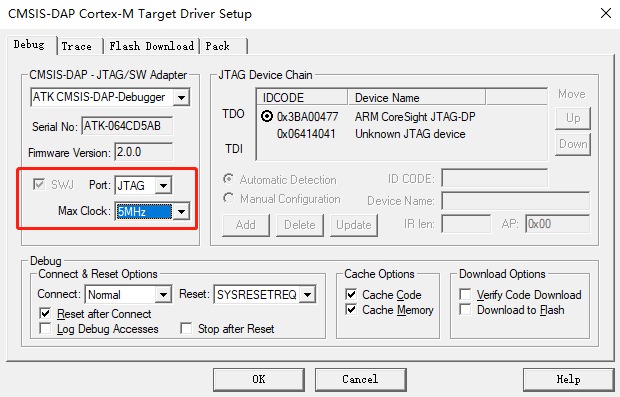 CMSIS-DAP Cortex-M Target Driver Setup
Debug Trace Flash Download Pack
CMSIS-DAP - JTAG/SW Adapter
ATK CMSIS-DAP-Debugger
Serial No: ATK-064CD5AB
Firmware Version: 2.0.0
SWJ Port: JTAG
Max Clock: 5MHz
JTAG Device Chain
IDCODE Device Name
TDO 0x3BA00477 ARM CoreSight JTAG-DP
0x06414041 Unknown JTAG device
TDI
Move
Up
Down
Automatic Detection ID CODE:
Manual Configuration Device Name:
Add Delete Update IR len: AP: 0x00
Debug
Connect & Reset Options
Connect: Normal Reset: SYSRESETREQ
Reset after Connect
Log Debug Accesses Stop after Reset
Cache Options
Cache Code
Cache Memory
Download Options
Verify Code Download
Download to Flash
OK Cancel Help